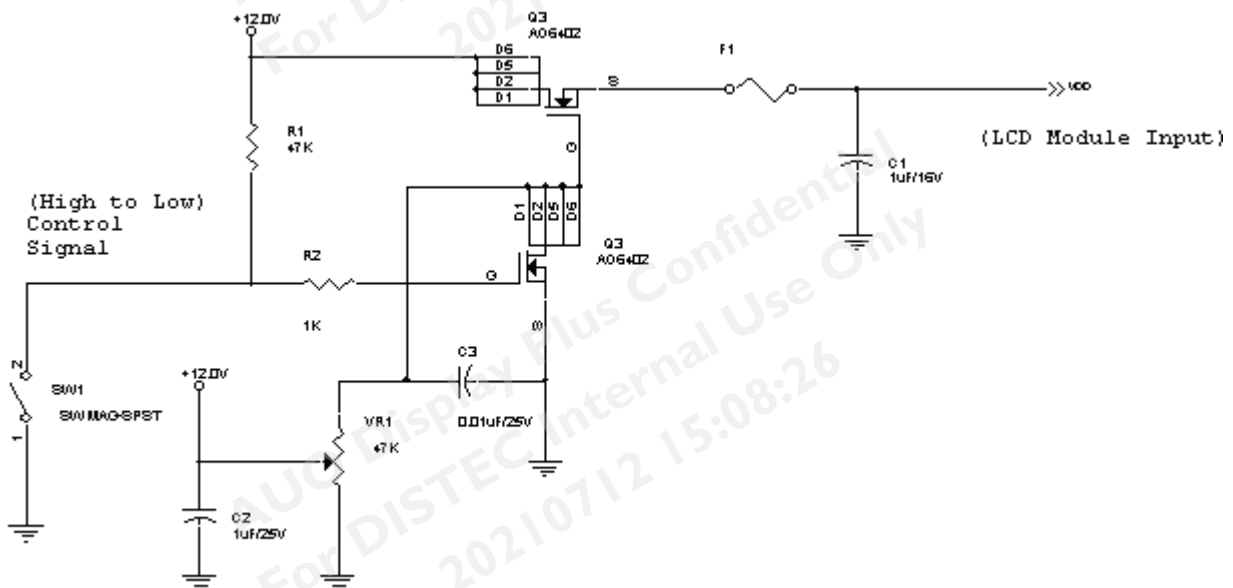 +12.0V
Q3
AO6402
D6
D5
D2
D1
S
G
F1
VDD
(LCD Module Input)
R1
47K
C1
1uF/16V
(High to Low)
Control
Signal
D1
D2
D5
D6
Q3
AO6402
R2
1K
G
S
2
SW1
SW MAG-SPST
1
+12.0V
C3
0.01uF/25V
VR1
47K
C2
1uF/25V
AUO Display Plus Confidential
For DISTEC Internal Use Only
20210712 15:08:26